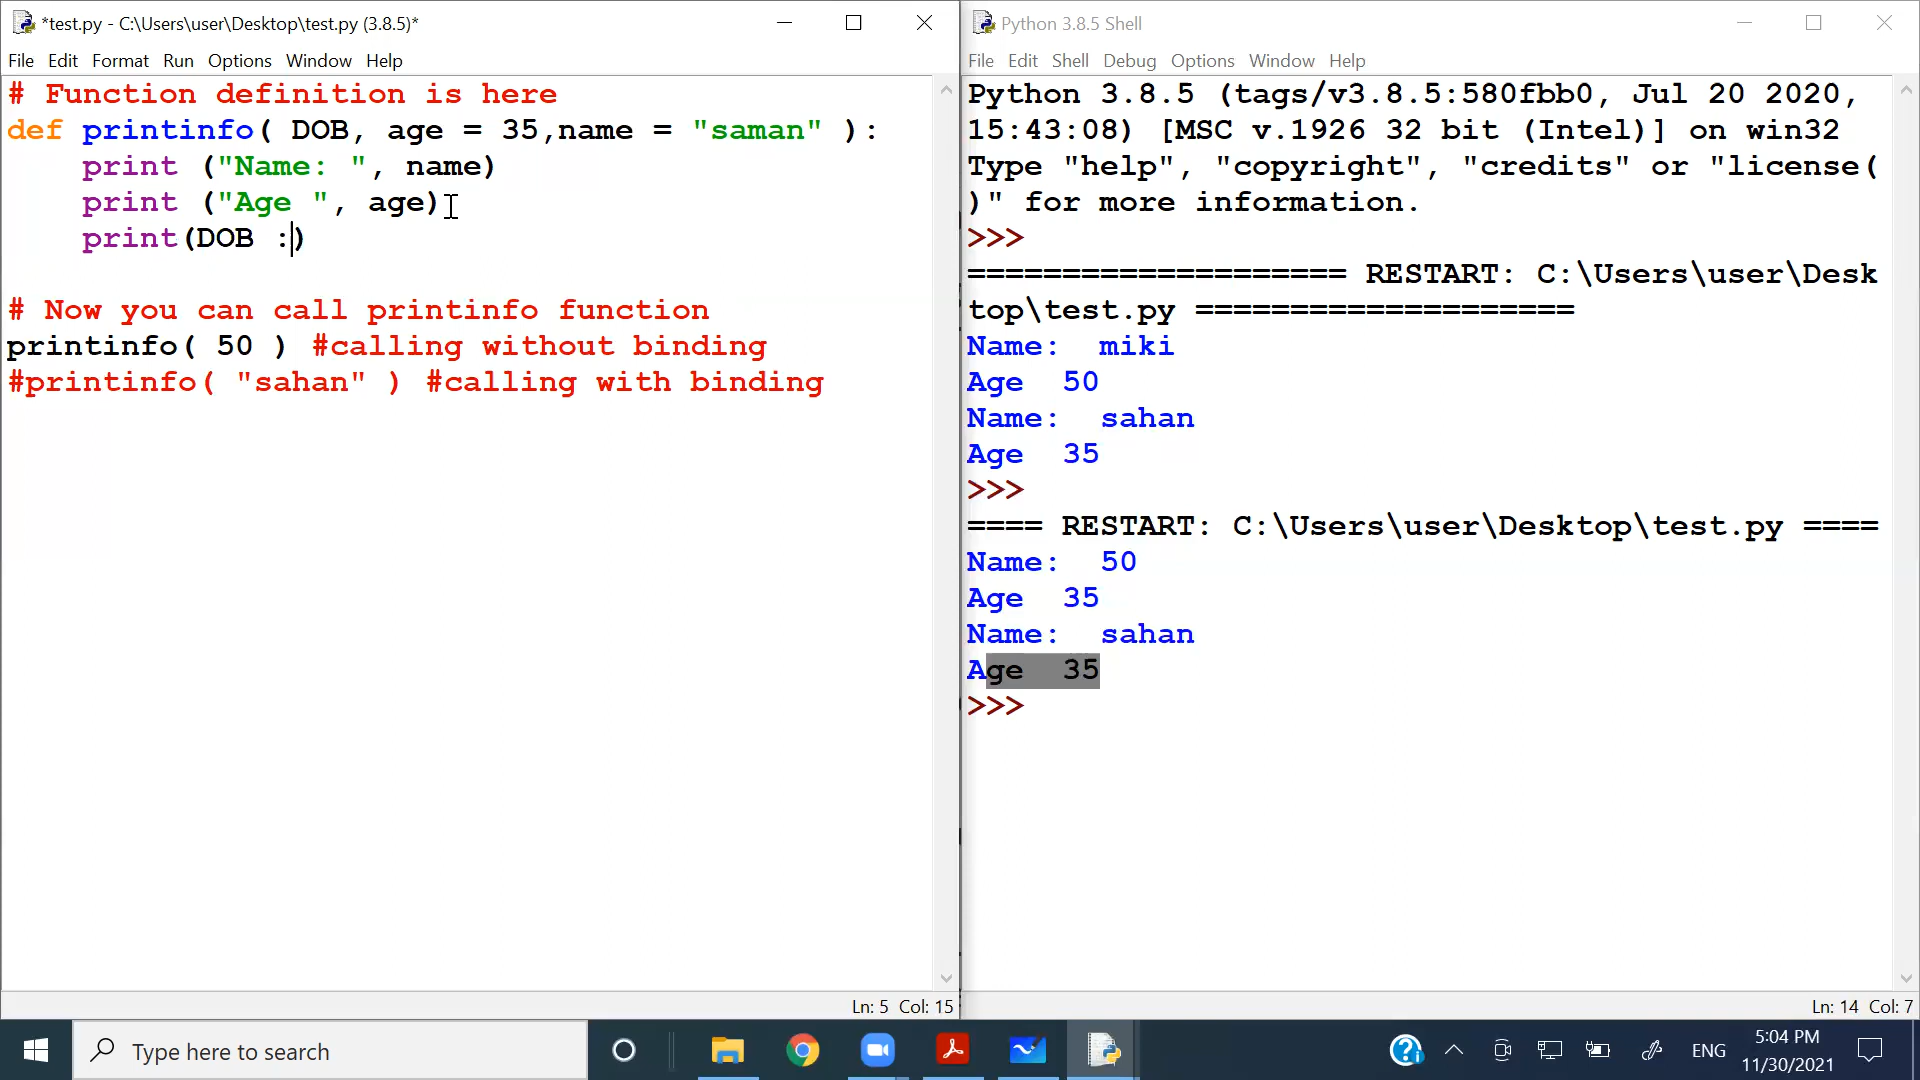 *test.py - C:\Users\user\Desktop\test.py (3.8.5)*
File Edit Format Run Options Window Help
# Function definition is here
def printinfo( DOB, age = 35,name = "saman" ):
    print ("Name: ", name)
    print ("Age ", age)
    print(DOB :)
# Now you can call printinfo function
printinfo( 50 ) #calling without binding
#printinfo( "sahan" ) #calling with binding
Ln: 5 Col: 15
Python 3.8.5 Shell
File Edit Shell Debug Options Window Help
Python 3.8.5 (tags/v3.8.5:580fbb0, Jul 20 2020,
15:43:08) [MSC v.1926 32 bit (Intel)] on win32
Type "help", "copyright", "credits" or "license(
)" for more information.
>>>
==================== RESTART: C:\Users\user\Desk
top\test.py ====================
Name:  miki
Age  50
Name:  sahan
Age  35
>>>
==== RESTART: C:\Users\user\Desktop\test.py ====
Name:  50
Age  35
Name:  sahan
Age  35
>>>
Ln: 14 Col: 7
Type here to search
ENG
5:04 PM
11/30/2021